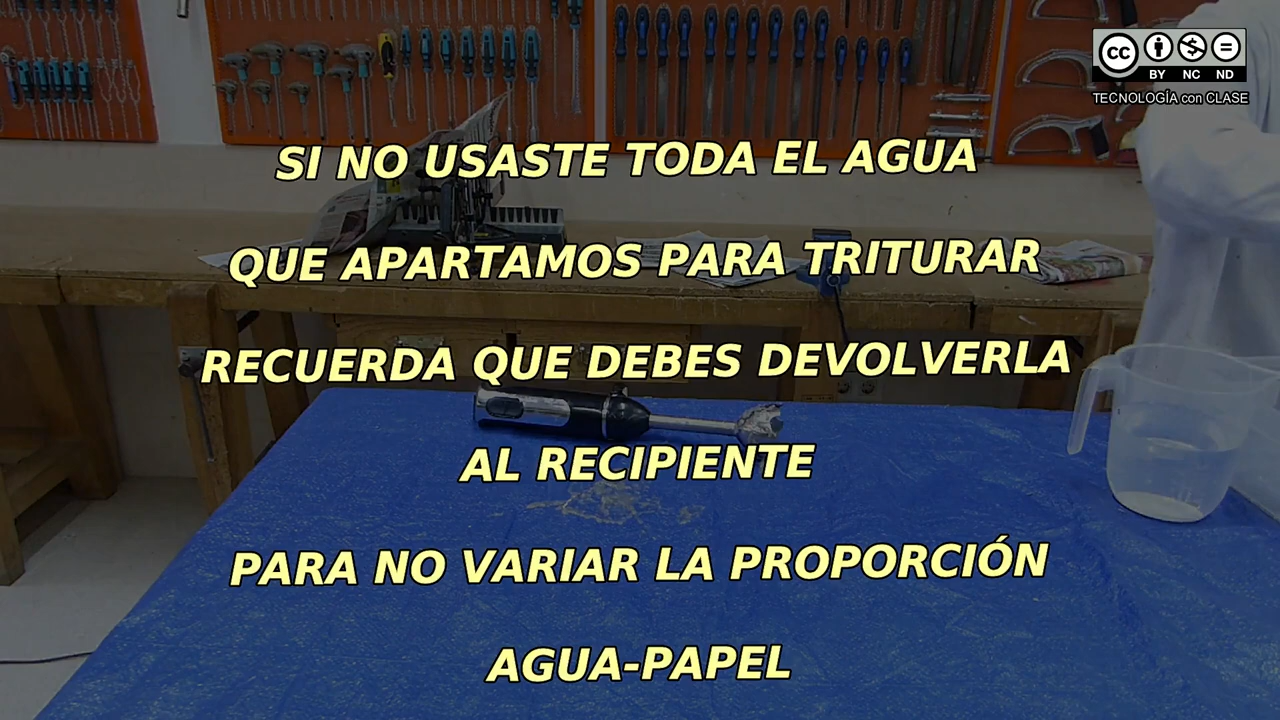 BY NC ND
TECNOLOGÍA con CLASE
SI NO USASTE TODA EL AGUA
QUE APARTAMOS PARA TRITURAR
RECUERDA QUE DEBES DEVOLVERLA
AL RECIPIENTE
PARA NO VARIAR LA PROPORCIÓN
AGUA-PAPEL